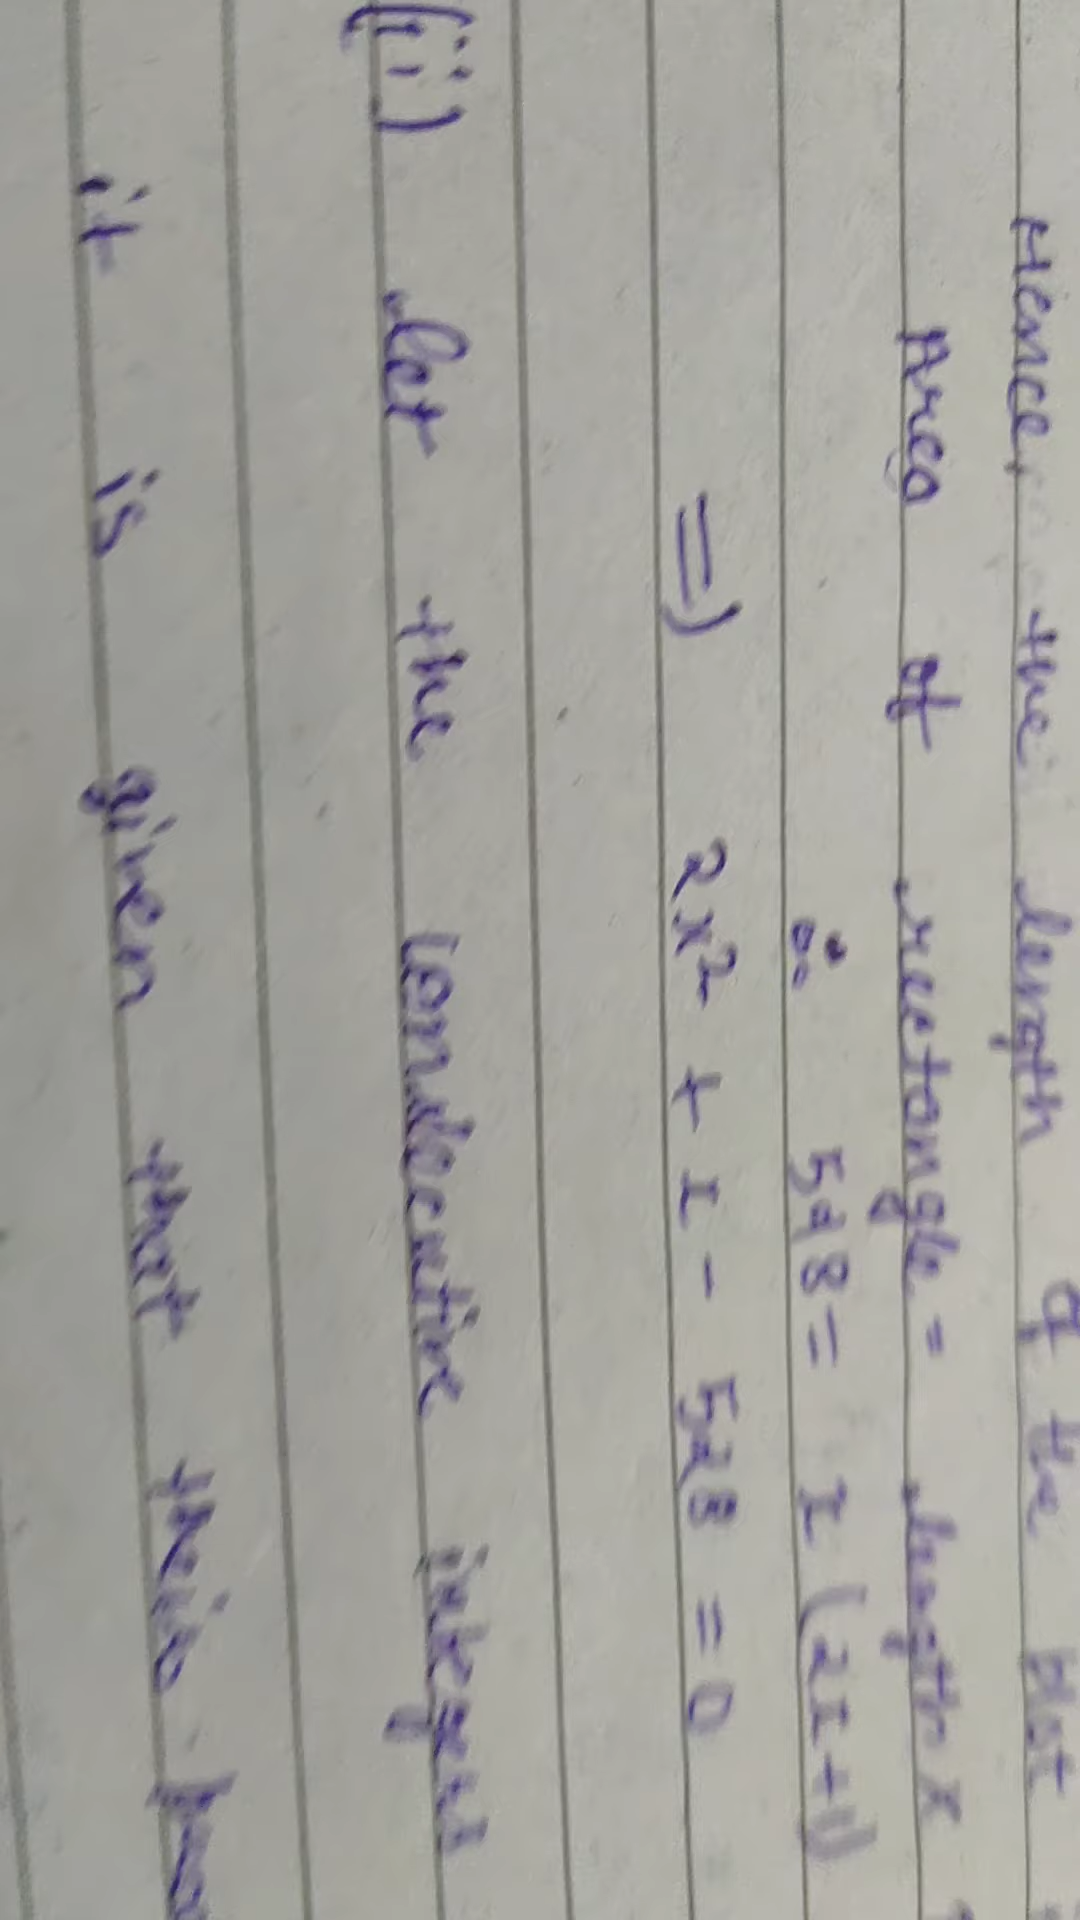 Hence, the length of the plot
Area of rectangle = length x
∴ 528 = x (2x+1)
=) 2x² + x - 528 = 0
(ii) let the consecutive integers
it is given that their